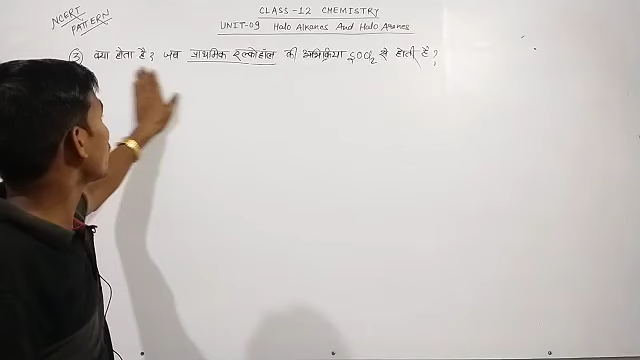 NCERT
PATTERN
CLASS-12 CHEMISTRY
UNIT-09 Halo Alkanes And Halo Arenes
③ क्या होता है? जब प्राथमिक एल्कोहॉल की अभिक्रिया SOCl₂ से होती है?